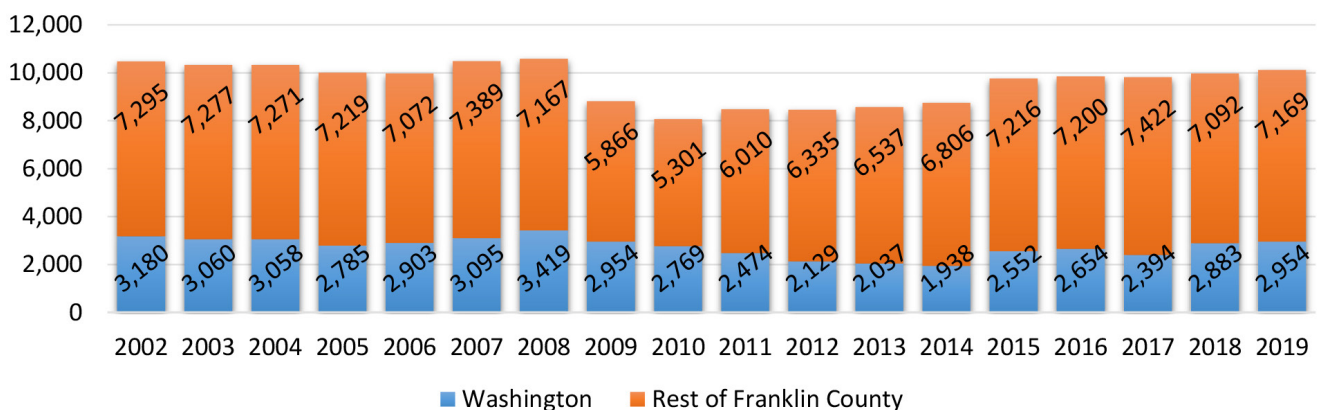 12,000
10,000
8,000
6,000
4,000
2,000
0
7,295 7,277 7,271 7,219 7,072 7,389 7,167 5,866 5,301 6,010 6,335 6,537 6,806 7,216 7,200 7,422 7,092 7,169
3,180 3,060 3,058 2,785 2,903 3,095 3,419 2,954 2,769 2,474 2,129 2,037 1,938 2,552 2,654 2,394 2,883 2,954
2002 2003 2004 2005 2006 2007 2008 2009 2010 2011 2012 2013 2014 2015 2016 2017 2018 2019
Washington Rest of Franklin County